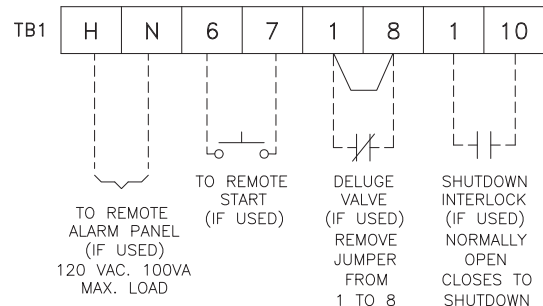 TB1 H N 6 7 1 8 1 10
TO REMOTE
ALARM PANEL
(IF USED)
120 VAC. 100VA
MAX. LOAD
TO REMOTE
START
(IF USED)
DELUGE
VALVE
(IF USED)
REMOVE
JUMPER
FROM
1 TO 8
SHUTDOWN
INTERLOCK
(IF USED)
NORMALLY
OPEN
CLOSES TO
SHUTDOWN